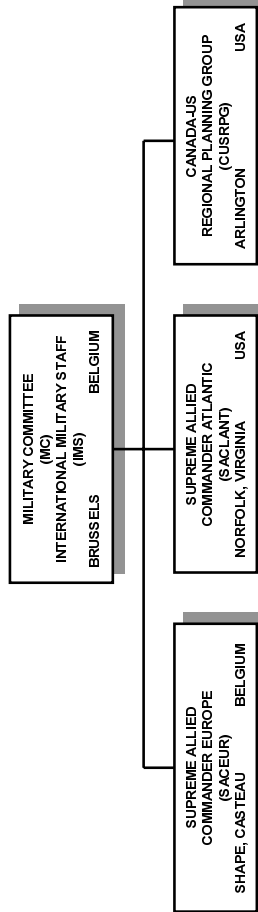 MILITARY COMMITTEE
(MC)
INTERNATIONAL MILITARY STAFF
(IMS)
BRUSSELS BELGIUM
SUPREME ALLIED
COMMANDER EUROPE
(SACEUR)
SHAPE, CASTEAU BELGIUM
SUPREME ALLIED
COMMANDER ATLANTIC
(SACLANT)
NORFOLK, VIRGINIA USA
CANADA-US
REGIONAL PLANNING GROUP
(CUSRPG)
ARLINGTON USA